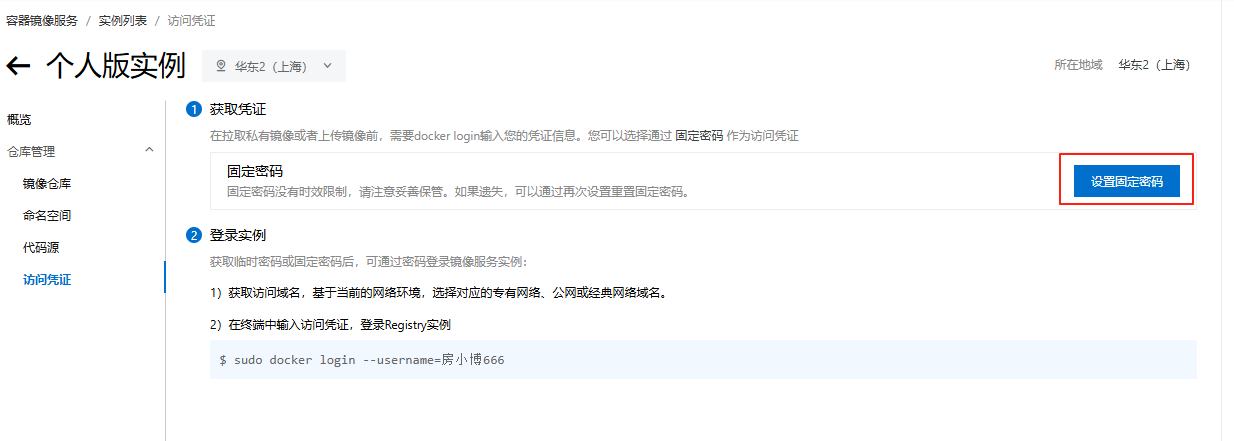 容器镜像服务 / 实例列表 / 访问凭证
个人版实例
华东2（上海）
所在地域 华东2（上海）
概览
仓库管理
镜像仓库
命名空间
代码源
访问凭证
1 获取凭证
在拉取私有镜像或者上传镜像前，需要docker login输入您的凭证信息。您可以选择通过 固定密码 作为访问凭证
固定密码
固定密码没有时效限制，请注意妥善保管。如果遗失，可以通过再次设置重置固定密码。
设置固定密码
2 登录实例
获取临时密码或固定密码后，可通过密码登录镜像服务实例：
1）获取访问域名，基于当前的网络环境，选择对应的专有网络、公网或经典网络域名。
2）在终端中输入访问凭证，登录Registry实例
$ sudo docker login --username=房小博666